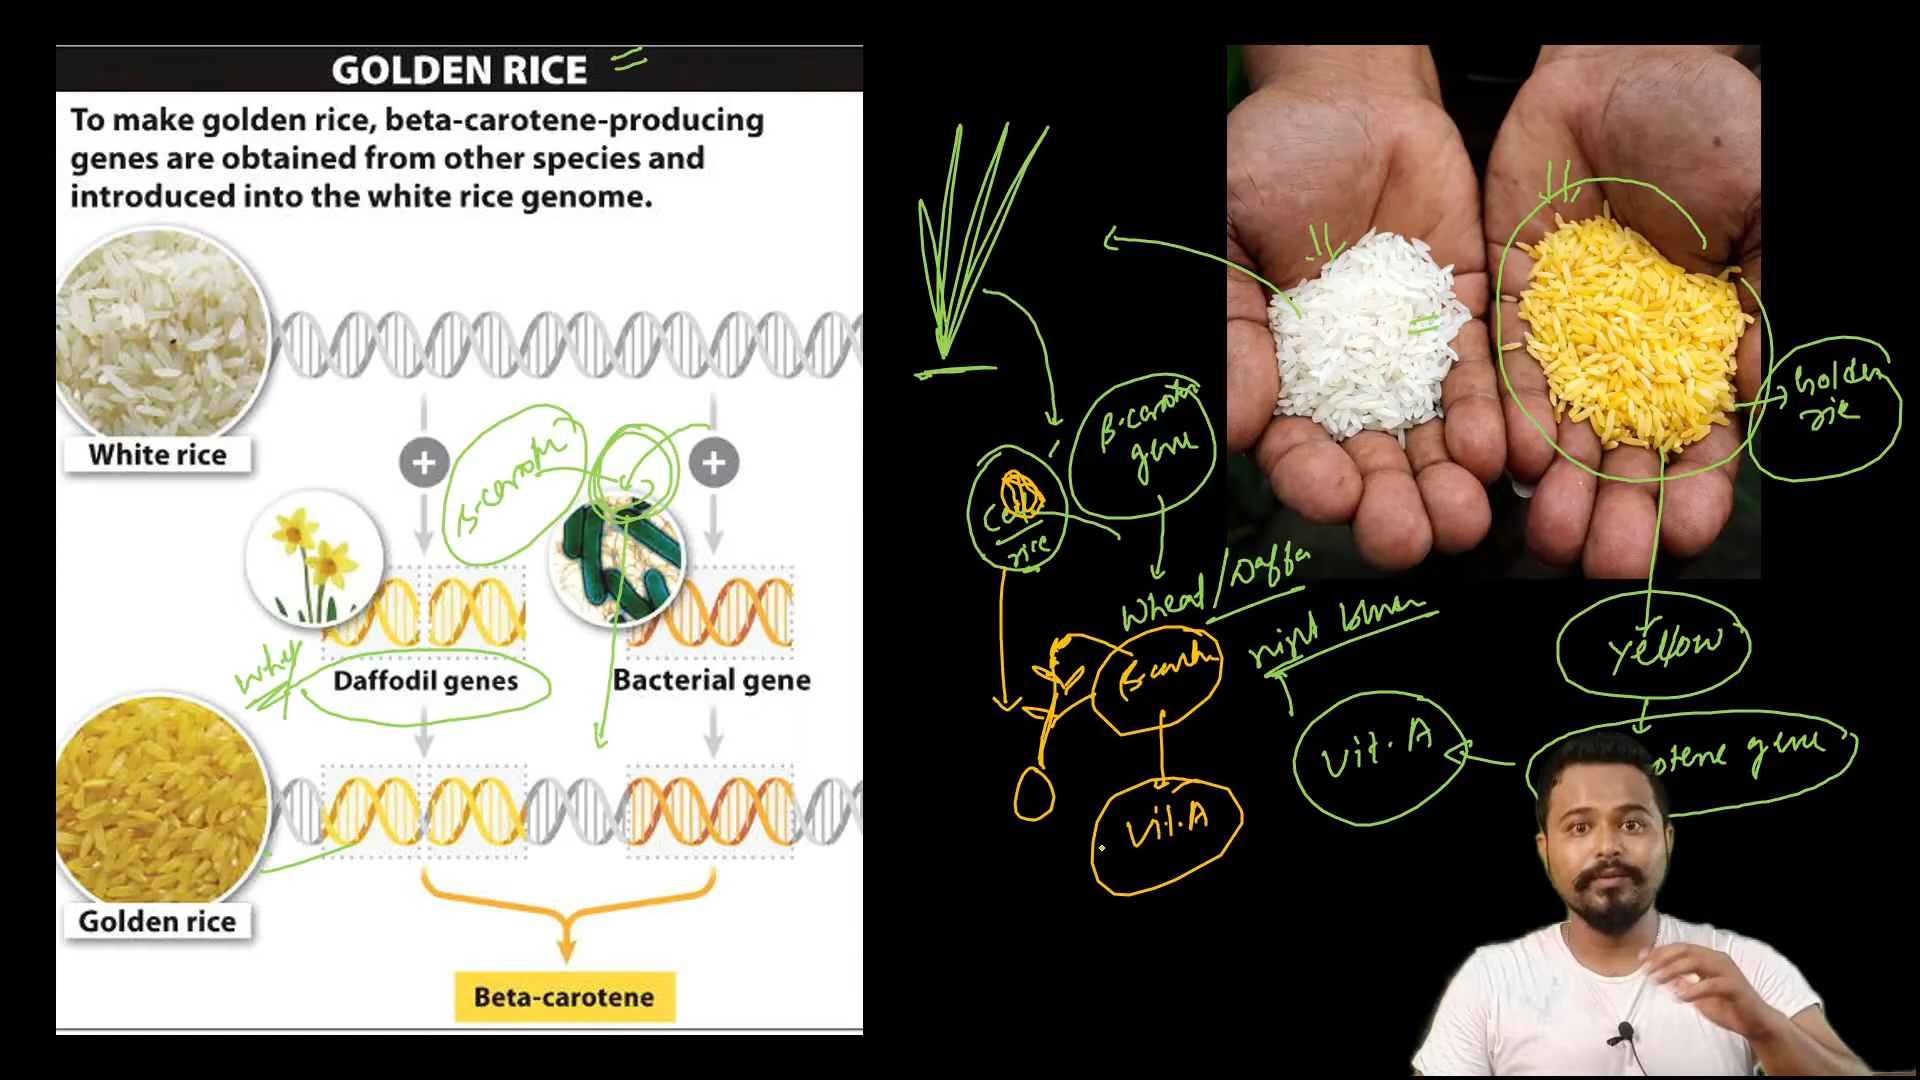 GOLDEN RICE
To make golden rice, beta-carotene-producing
genes are obtained from other species and
introduced into the white rice genome.
White rice
Daffodil genes
Bacterial gene
why
Golden rice
Beta-carotene
gene
rice
Wheat/Daffo
night
Vit. A
Golden
Yellow
otene gene
Vit. A